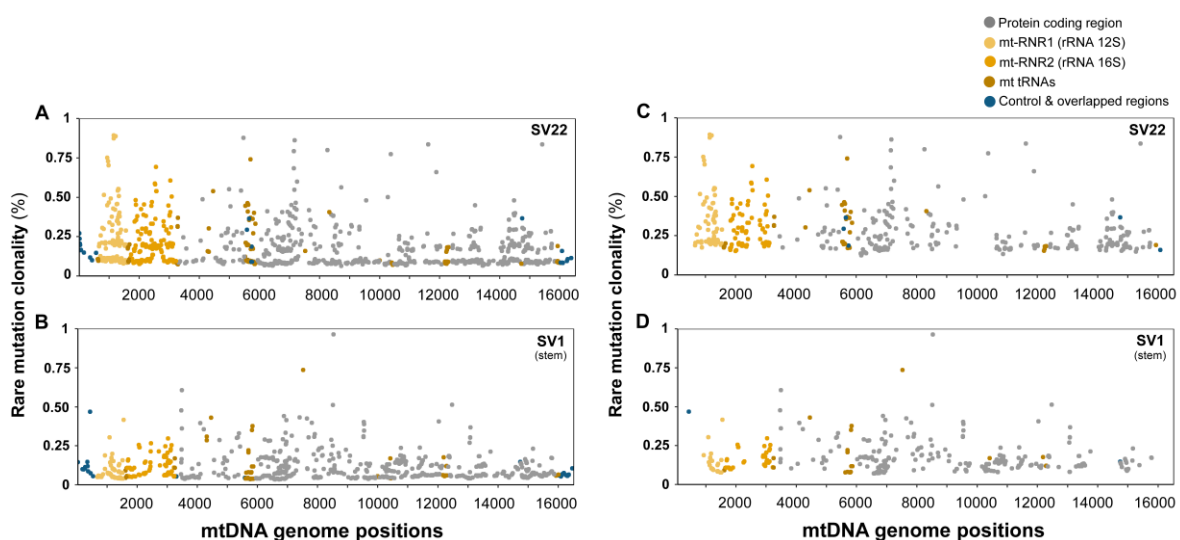 Protein coding region
mt-RNR1 (rRNA 12S)
mt-RNR2 (rRNA 16S)
mt tRNAs
Control & overlapped regions
A
SV22
1
0.75
0.50
0.25
0
2000 4000 6000 8000 10000 12000 14000 16000
B
SV1
(stem)
1
0.75
0.50
0.25
0
2000 4000 6000 8000 10000 12000 14000 16000
Rare mutation clonality (%)
mtDNA genome positions
C
SV22
1
0.75
0.50
0.25
0
2000 4000 6000 8000 10000 12000 14000 16000
D
SV1
(stem)
1
0.75
0.50
0.25
0
2000 4000 6000 8000 10000 12000 14000 16000
Rare mutation clonality (%)
mtDNA genome positions